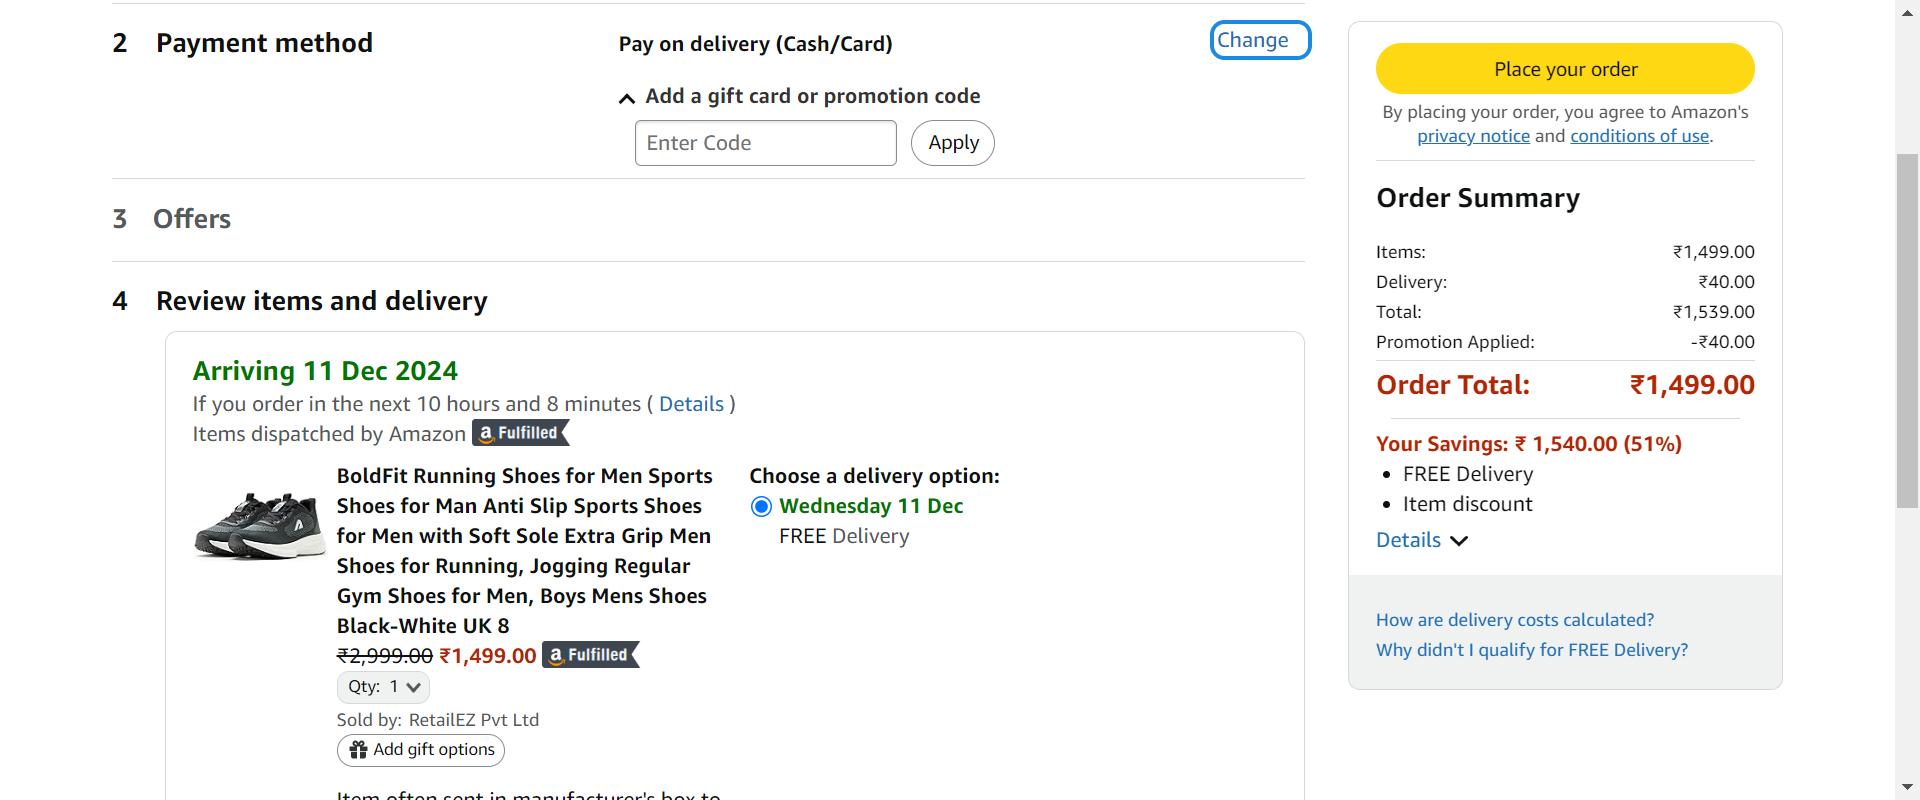 2 Payment method
Pay on delivery (Cash/Card)
Change
Add a gift card or promotion code
Enter Code
Apply
3 Offers
4 Review items and delivery
Arriving 11 Dec 2024
If you order in the next 10 hours and 8 minutes ( Details )
Items dispatched by Amazon a Fulfilled
BoldFit Running Shoes for Men Sports
Shoes for Man Anti Slip Sports Shoes
for Men with Soft Sole Extra Grip Men
Shoes for Running, Jogging Regular
Gym Shoes for Men, Boys Mens Shoes
Black-White UK 8
₹2,999.00 ₹1,499.00 a Fulfilled
Qty: 1
Sold by: RetailEZ Pvt Ltd
Add gift options
Item often sent in manufacturer's box to
Choose a delivery option:
Wednesday 11 Dec
FREE Delivery
Place your order
By placing your order, you agree to Amazon's
privacy notice and conditions of use.
Order Summary
Items: ₹1,499.00
Delivery: ₹40.00
Total: ₹1,539.00
Promotion Applied: -₹40.00
Order Total: ₹1,499.00
Your Savings: ₹ 1,540.00 (51%)
• FREE Delivery
• Item discount
Details
How are delivery costs calculated?
Why didn't I qualify for FREE Delivery?